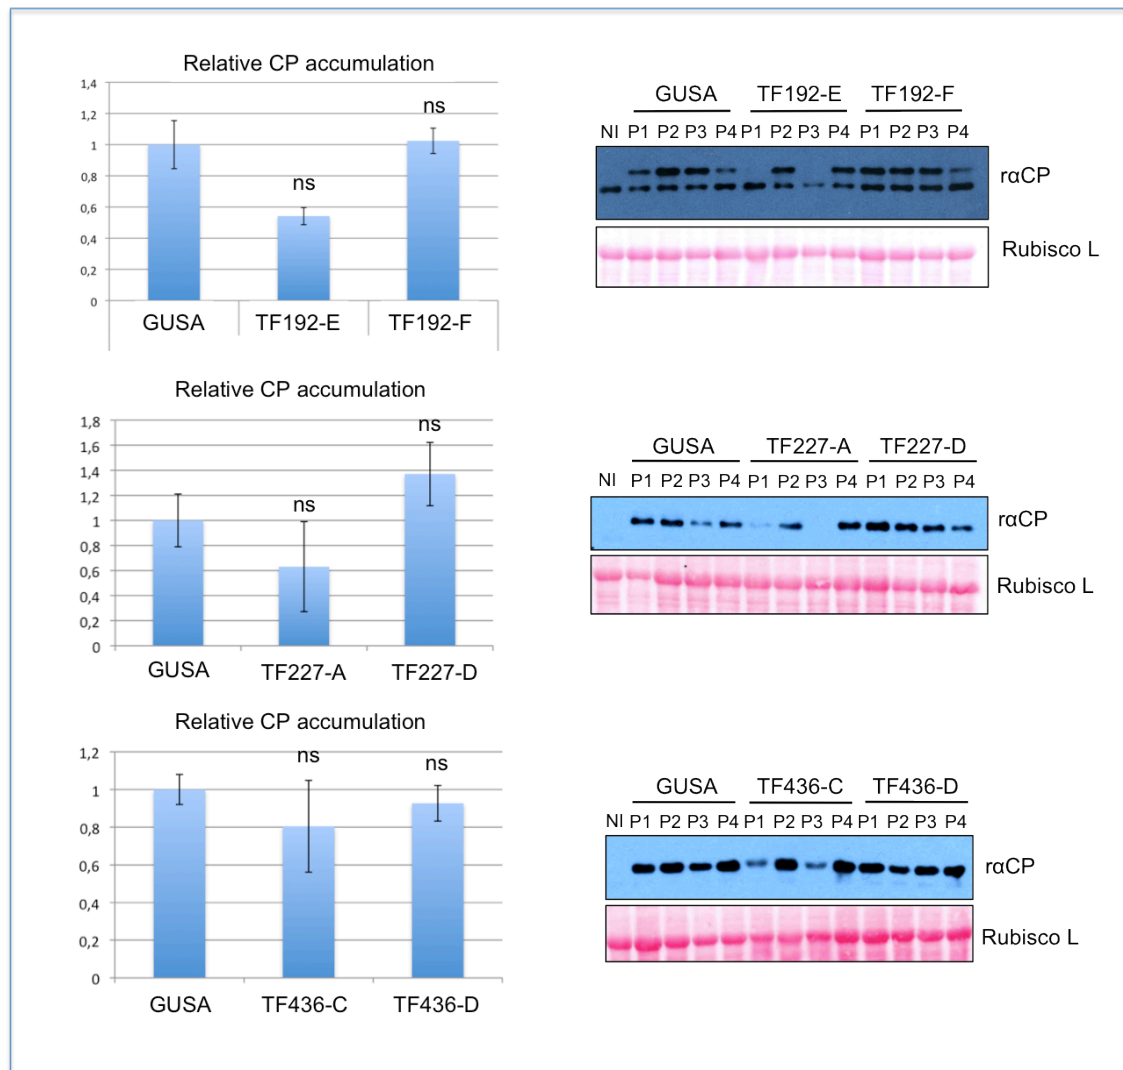 Relative CP accumulation
1,4
1,2
1
0,8
0,6
0,4
0,2
0
ns
ns
GUSA TF192-E TF192-F
GUSA TF192-E TF192-F
NI P1 P2 P3 P4 P1 P2 P3 P4 P1 P2 P3 P4
rαCP
Rubisco L
Relative CP accumulation
1,8
1,6
1,4
1,2
1
0,8
0,6
0,4
0,2
0
ns
ns
GUSA TF227-A TF227-D
GUSA TF227-A TF227-D
NI P1 P2 P3 P4 P1 P2 P3 P4 P1 P2 P3 P4
rαCP
Rubisco L
Relative CP accumulation
1,2
1
0,8
0,6
0,4
0,2
0
ns
ns
GUSA TF436-C TF436-D
GUSA TF436-C TF436-D
NI P1 P2 P3 P4 P1 P2 P3 P4 P1 P2 P3 P4
rαCP
Rubisco L